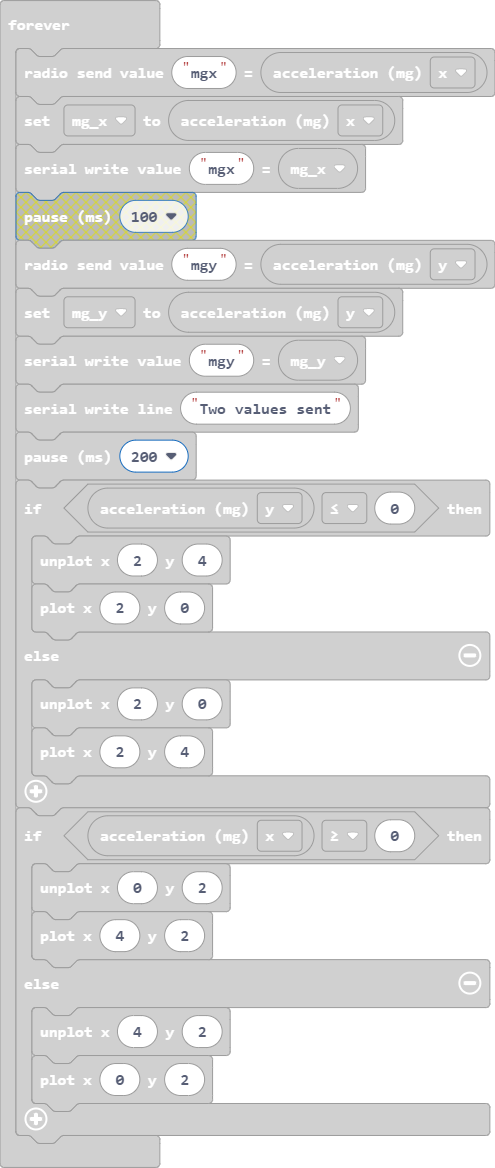 forever
radio send value "mgx" = acceleration (mg) x
set mg_x to acceleration (mg) x
serial write value "mgx" = mg_x
pause (ms) 100
radio send value "mgy" = acceleration (mg) y
set mg_y to acceleration (mg) y
serial write value "mgy" = mg_y
serial write line "Two values sent"
pause (ms) 200
if acceleration (mg) y ≤ 0 then
unplot x 2 y 4
plot x 2 y 0
else
unplot x 2 y 0
plot x 2 y 4
if acceleration (mg) x ≥ 0 then
unplot x 0 y 2
plot x 4 y 2
else
unplot x 4 y 2
plot x 0 y 2